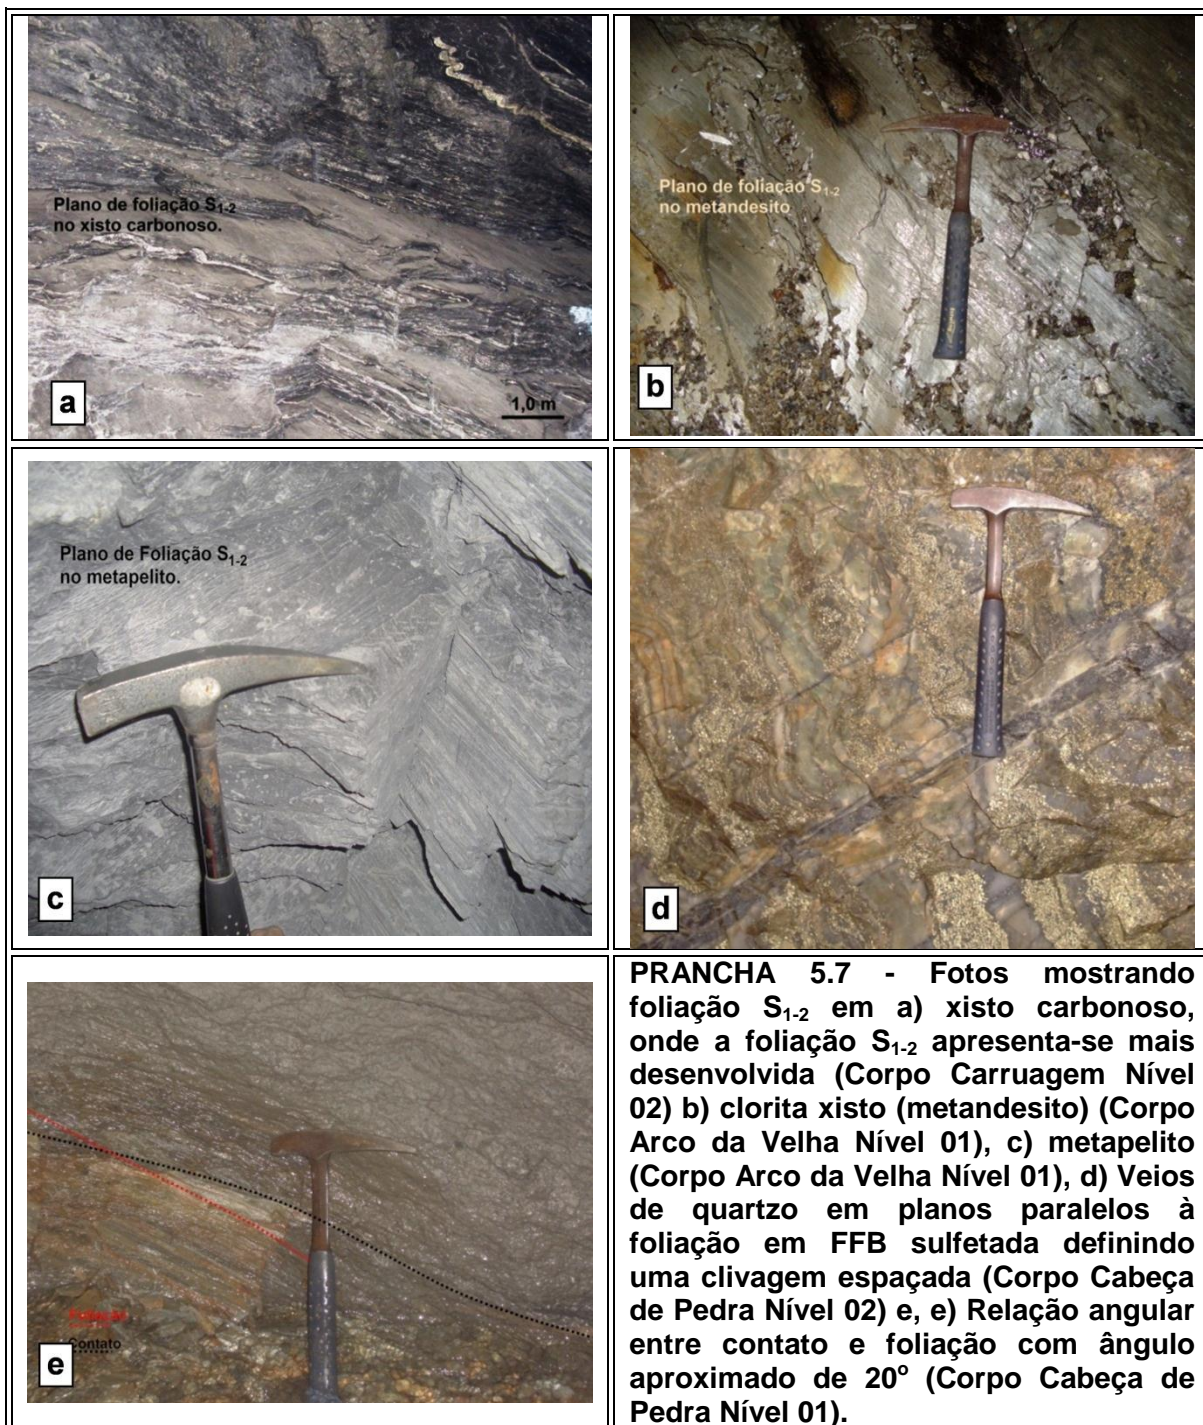 Plano de foliação S1-2
no xisto carbonoso.
a
1,0 m
Plano de foliação S1-2
no metandesito
b
Plano de Foliação S1-2
no metapelito.
c
d
Foliação
Contato
e
PRANCHA 5.7 - Fotos mostrando
foliação S1-2 em a) xisto carbonoso,
onde a foliação S1-2 apresenta-se mais
desenvolvida (Corpo Carruagem Nível
02) b) clorita xisto (metandesito) (Corpo
Arco da Velha Nível 01), c) metapelito
(Corpo Arco da Velha Nível 01), d) Veios
de quartzo em planos paralelos à
foliação em FFB sulfetada definindo
uma clivagem espaçada (Corpo Cabeça
de Pedra Nível 02) e, e) Relação angular
entre contato e foliação com ângulo
aproximado de 20º (Corpo Cabeça de
Pedra Nível 01).